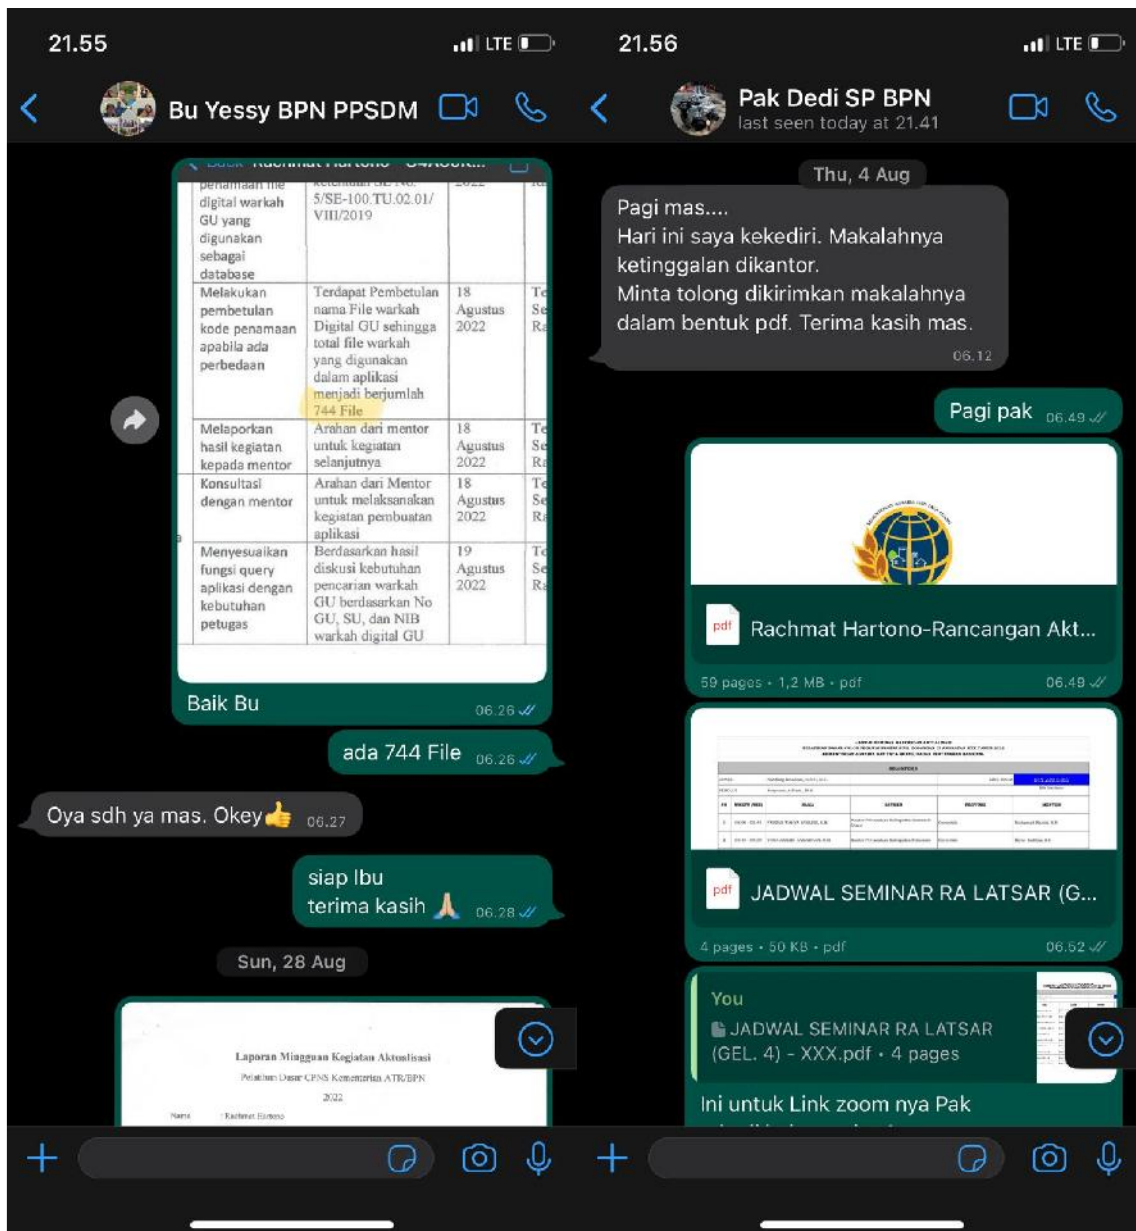 21.55
LTE
Bu Yessy BPN PPSDM
digital warkah
GU yang
digunakan
sebagai
database
5/SE-100.TU.02.01/
VIII/2019
2022
Melakukan
pembetulan
kode penamaan
apabila ada
perbedaan
Terdapat Pembetulan
nama File warkah
Digital GU sehingga
total file warkah
yang digunakan
dalam aplikasi
menjadi berjumlah
744 File
18
Agustus
2022
Melaporkan
hasil kegiatan
kepada mentor
Arahan dari mentor
untuk kegiatan
selanjutnya
18
Agustus
2022
Konsultasi
dengan mentor
Arahan dari Mentor
untuk melaksanakan
kegiatan pembuatan
aplikasi
18
Agustus
2022
Menyesuaikan
fungsi query
aplikasi dengan
kebutuhan
petugas
Berdasarkan hasil
diskusi kebutuhan
pencarian warkah
GU berdasarkan No
GU, SU, dan NIB
warkah digital GU
19
Agustus
2022
Baik Bu
06.26
ada 744 File 06.26
Oya sdh ya mas. Okey👍 06.27
siap Ibu
terima kasih 🙏🏼 06.28
Sun, 28 Aug
Laporan Mingguan Kegiatan Aktualisasi
Pelatihan Dasar CPNS Kementerian ATR/BPN
2022
Nama : Rachmat Hartono
21.56
LTE
Pak Dedi SP BPN
last seen today at 21.41
Thu, 4 Aug
Pagi mas....
Hari ini saya kekediri. Makalahnya
ketinggalan dikantor.
Minta tolong dikirimkan makalahnya
dalam bentuk pdf. Terima kasih mas.
06.12
Pagi pak 06.49
pdf Rachmat Hartono-Rancangan Akt...
59 pages • 1,2 MB • pdf 06.49
pdf JADWAL SEMINAR RA LATSAR (G...
4 pages • 50 KB • pdf 06.52
You
JADWAL SEMINAR RA LATSAR
(GEL. 4) - XXX.pdf • 4 pages
Ini untuk Link zoom nya Pak